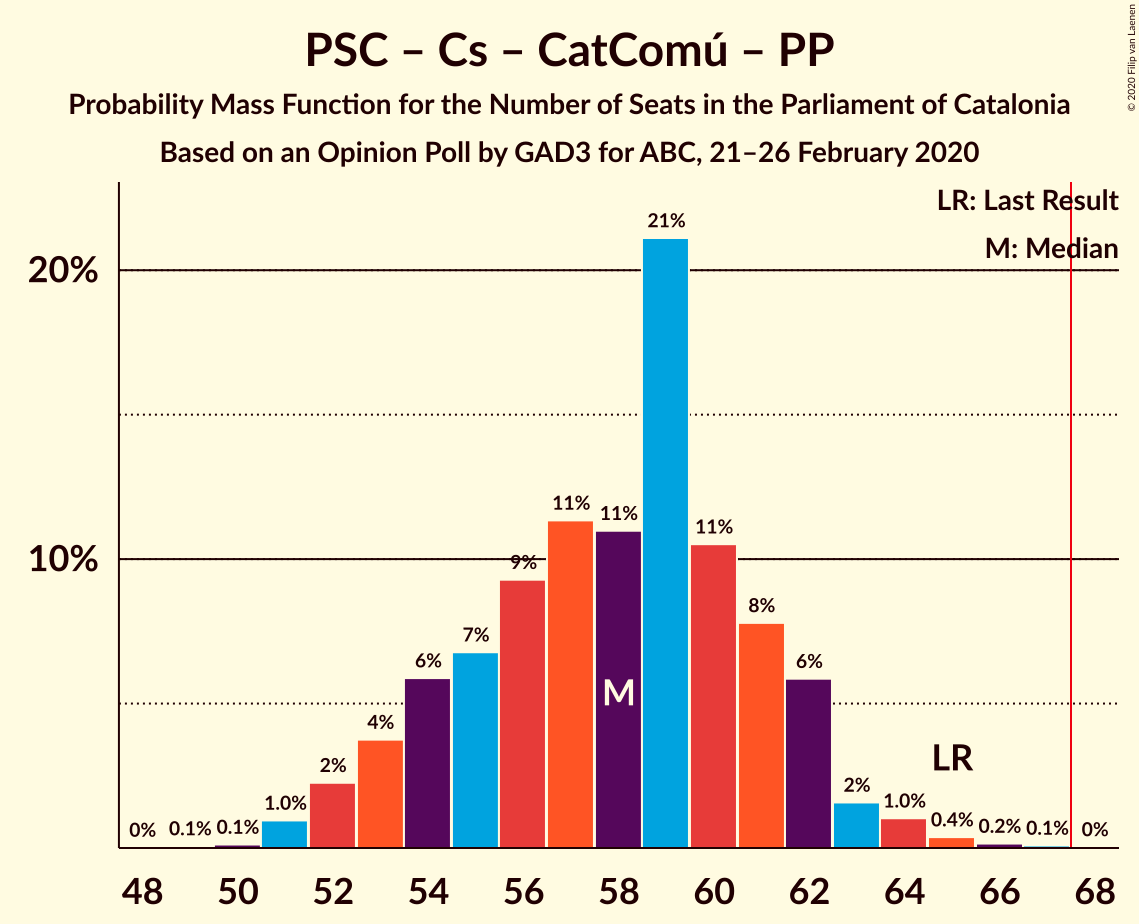 PSC – Cs – CatComú – PP
Probability Mass Function for the Number of Seats in the Parliament of Catalonia
Based on an Opinion Poll by GAD3 for ABC, 21–26 February 2020
© 2020 Filip van Laenen
LR: Last Result
M: Median
21%
20%
11%
11%
11%
10%
9%
8%
7%
6%
6%
M
4%
LR
2%
2%
1.0%
1.0%
0%
0.1%
0.1%
0.4%
0.2%
0.1%
0%
48 50 52 54 56 58 60 62 64 66 68